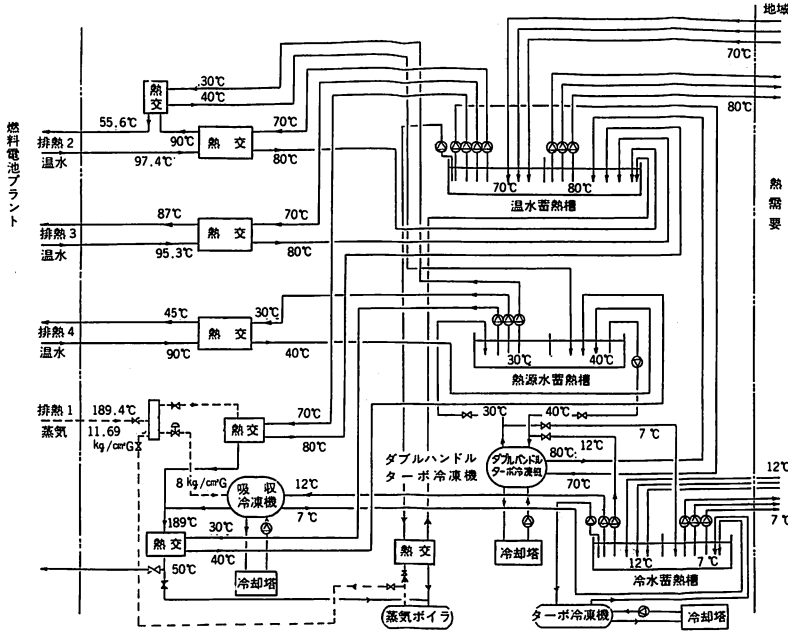 地域
70℃
80℃
熱需要
燃料電池プラント
熱交
30℃
40℃
55.6℃
90℃
排熱2
温水
97.4℃
熱 交
70℃
80℃
70℃ 80℃
温水蓄熱槽
87℃
排熱3
温水
95.3℃
熱 交
70℃
80℃
45℃
排熱4
温水
90℃
熱 交
30℃
40℃
30℃ 40℃
熱源水蓄熱槽
排熱1
蒸気
189.4℃
11.69
kg/cm²G
熱交
70℃
80℃
8 kg/cm²G
吸収
冷凍機
12℃
7℃
189℃
熱交
30℃
40℃
50℃
冷却塔
ダブルハンドル
ターボ冷凍機
熱交
蒸気ボイラ
30℃ 40℃
7℃
12℃
ダブルバンドル
ターボ冷凍機
80℃
70℃
冷却塔
12℃
7℃
12℃ 7℃
冷水蓄熱槽
ターボ冷凍機
冷却塔